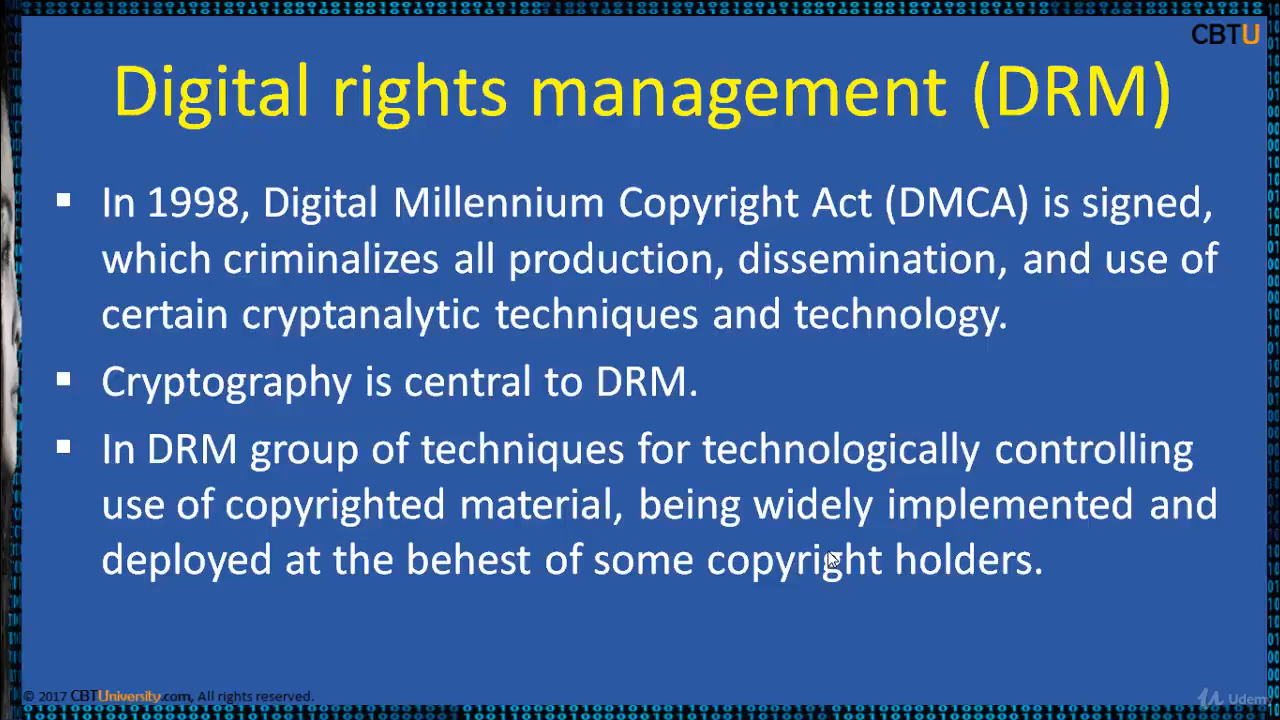 CBTU
Digital rights management (DRM)
▪ In 1998, Digital Millennium Copyright Act (DMCA) is signed,
which criminalizes all production, dissemination, and use of
certain cryptanalytic techniques and technology.
▪ Cryptography is central to DRM.
▪ In DRM group of techniques for technologically controlling
use of copyrighted material, being widely implemented and
deployed at the behest of some copyright holders.
© 2017 CBTUniversity.com, All rights reserved.
Udem